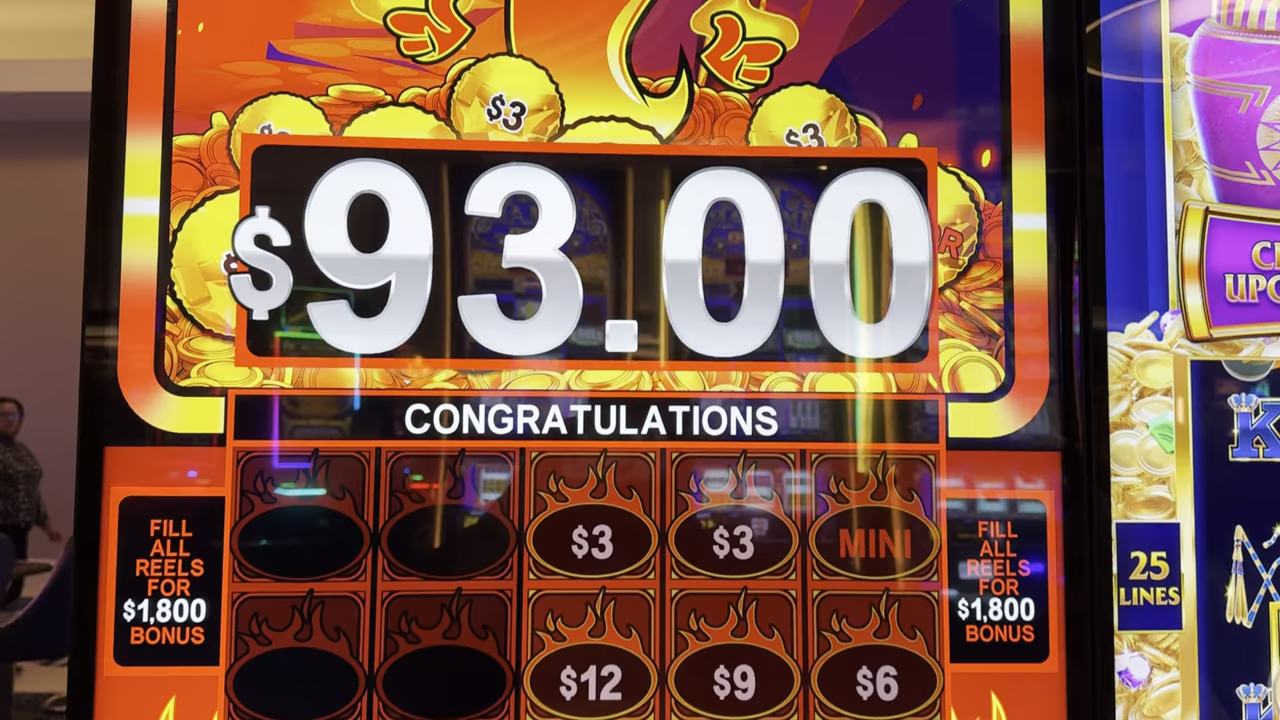 $3
$3
$93.00
CONGRATULATIONS
$3
$3
MINI
FILL
ALL
REELS
FOR
$1,800
BONUS
FILL
ALL
REELS
FOR
$1,800
BONUS
$12
$9
$6
25
LINES